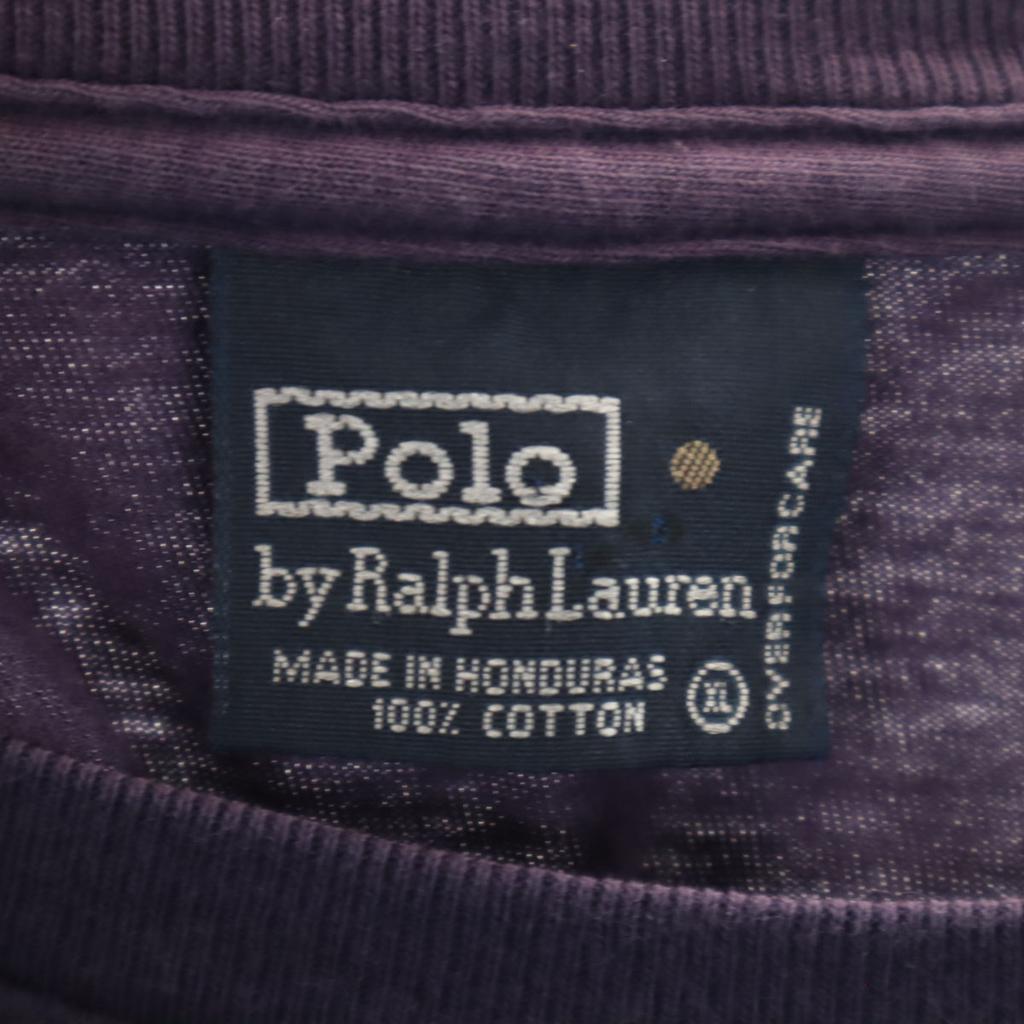 Polo
by Ralph Lauren
MADE IN HONDURAS
100% COTTON
XL
OVER FOR CARE